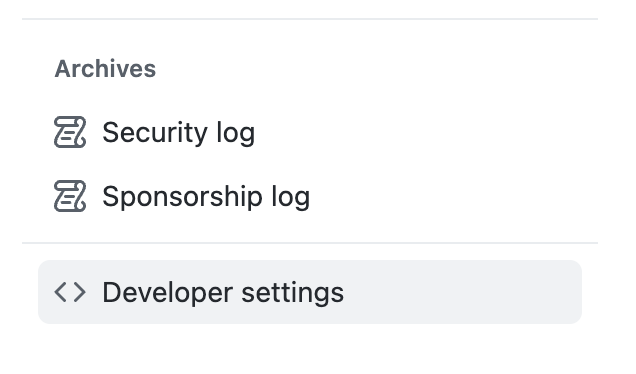 Archives
Security log
Sponsorship log
Developer settings